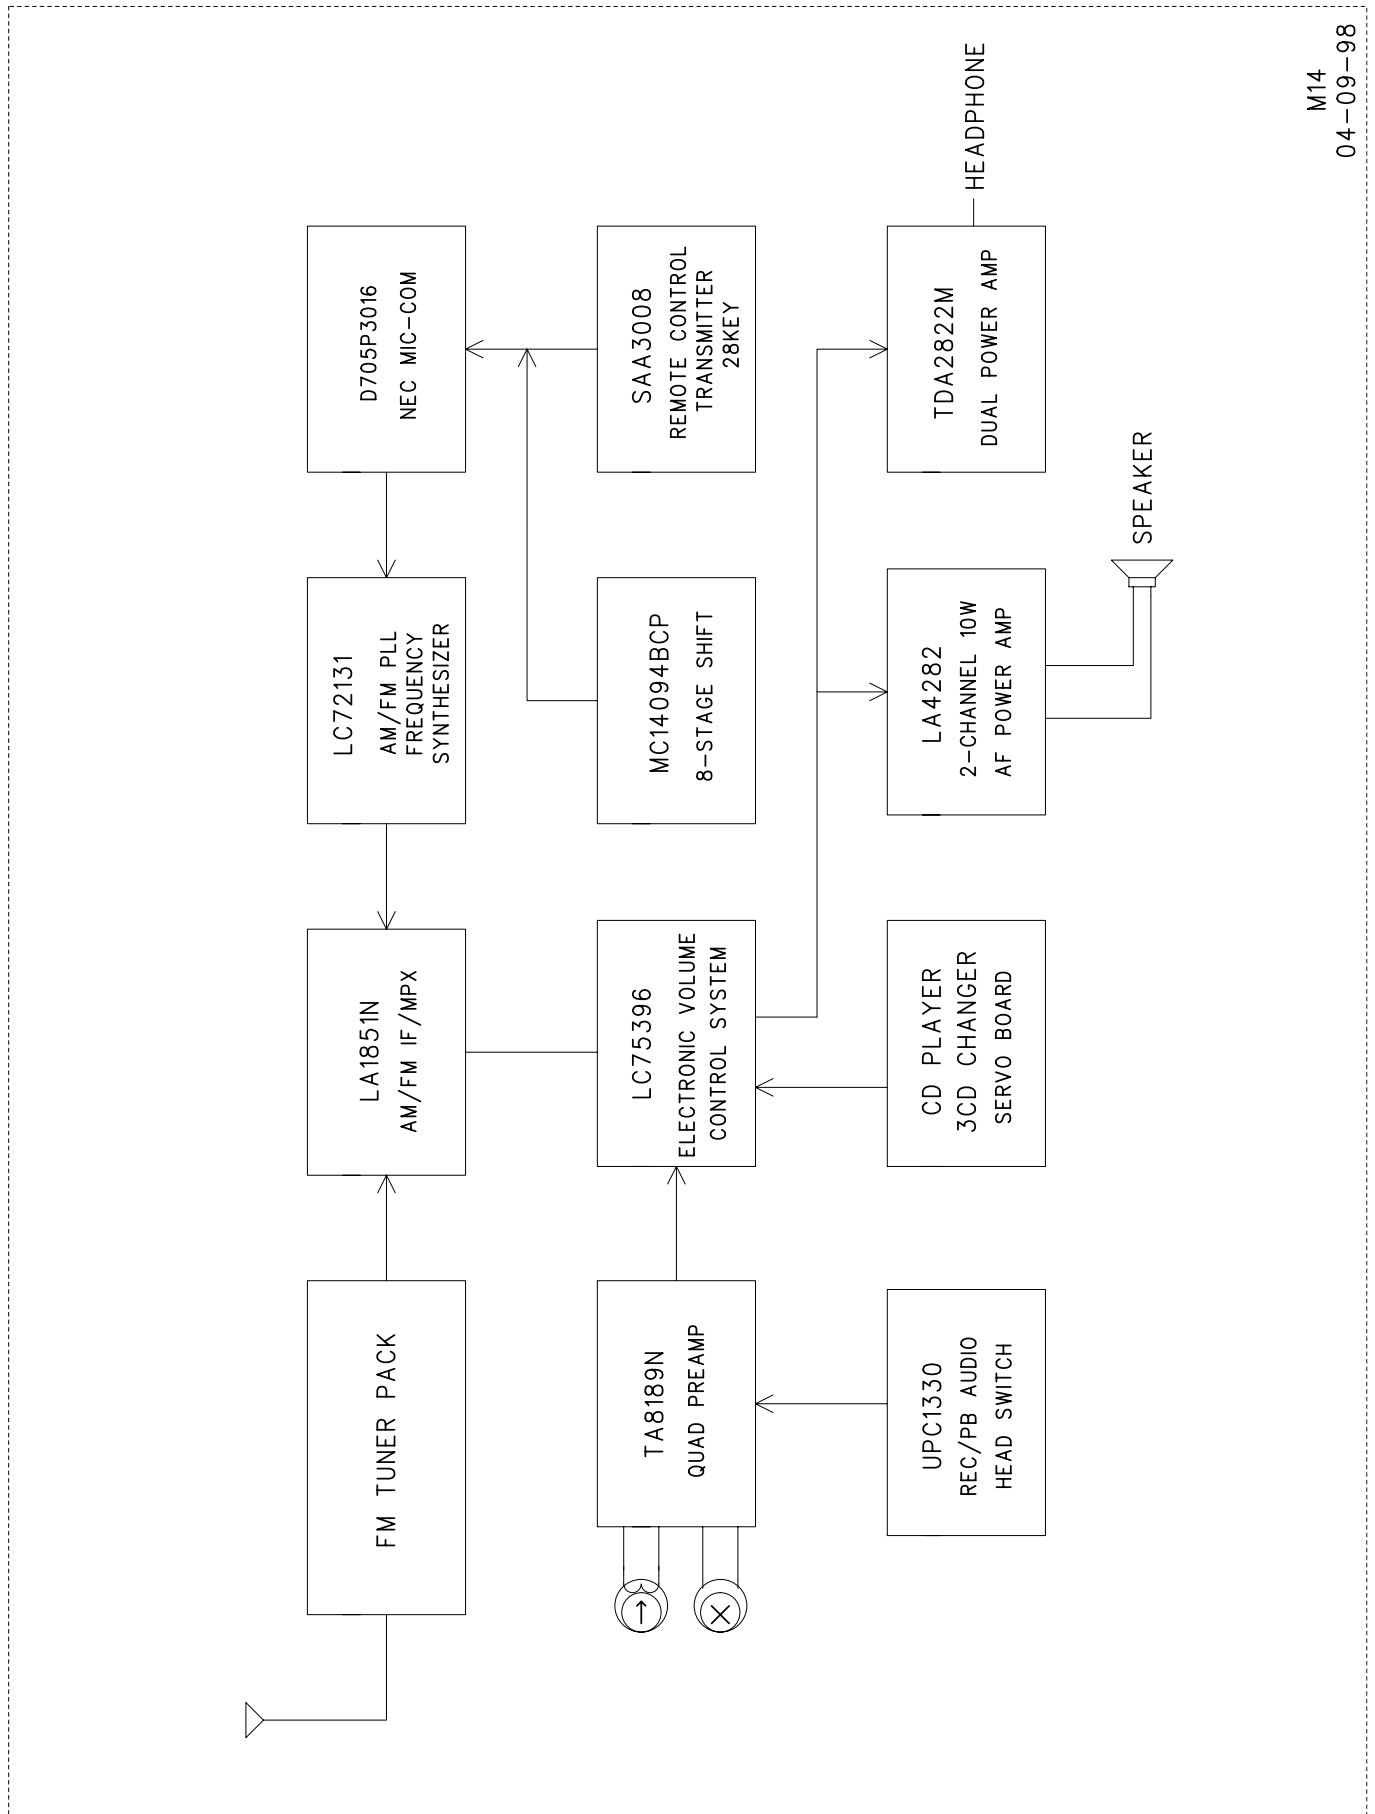 FM TUNER PACK
LA1851N
AM/FM IF/MPX
LC72131
AM/FM PLL
FREQUENCY
SYNTHESIZER
D705P3016
NEC MIC-COM
TA8189N
QUAD PREAMP
LC75396
ELECTRONIC VOLUME
CONTROL SYSTEM
MC14094BCP
8-STAGE SHIFT
SAA3008
REMOTE CONTROL
TRANSMITTER
28KEY
UPC1330
REC/PB AUDIO
HEAD SWITCH
CD PLAYER
3CD CHANGER
SERVO BOARD
LA4282
2-CHANNEL 10W
AF POWER AMP
TDA2822M
DUAL POWER AMP
HEADPHONE
SPEAKER
M14
04-09-98